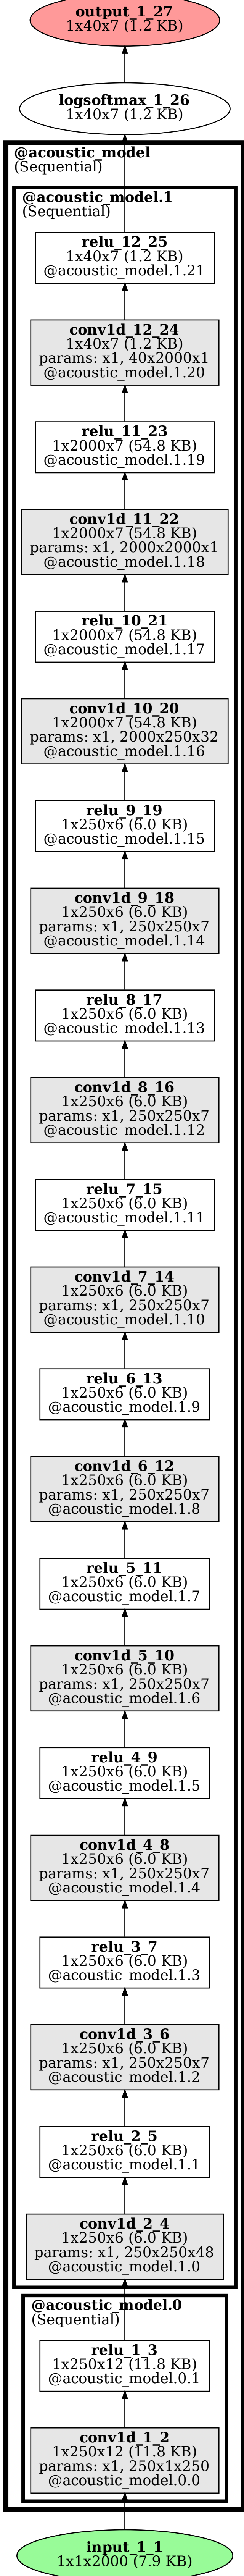 output_1_27
1x40x7 (1.2 KB)
logsoftmax_1_26
1x40x7 (1.2 KB)
@acoustic_model
(Sequential)
@acoustic_model.1
(Sequential)
relu_12_25
1x40x7 (1.2 KB)
@acoustic_model.1.21
conv1d_12_24
1x40x7 (1.2 KB)
params: x1, 40x2000x1
@acoustic_model.1.20
relu_11_23
1x2000x7 (54.8 KB)
@acoustic_model.1.19
conv1d_11_22
1x2000x7 (54.8 KB)
params: x1, 2000x2000x1
@acoustic_model.1.18
relu_10_21
1x2000x7 (54.8 KB)
@acoustic_model.1.17
conv1d_10_20
1x2000x7 (54.8 KB)
params: x1, 2000x250x32
@acoustic_model.1.16
relu_9_19
1x250x6 (6.0 KB)
@acoustic_model.1.15
conv1d_9_18
1x250x6 (6.0 KB)
params: x1, 250x250x7
@acoustic_model.1.14
relu_8_17
1x250x6 (6.0 KB)
@acoustic_model.1.13
conv1d_8_16
1x250x6 (6.0 KB)
params: x1, 250x250x7
@acoustic_model.1.12
relu_7_15
1x250x6 (6.0 KB)
@acoustic_model.1.11
conv1d_7_14
1x250x6 (6.0 KB)
params: x1, 250x250x7
@acoustic_model.1.10
relu_6_13
1x250x6 (6.0 KB)
@acoustic_model.1.9
conv1d_6_12
1x250x6 (6.0 KB)
params: x1, 250x250x7
@acoustic_model.1.8
relu_5_11
1x250x6 (6.0 KB)
@acoustic_model.1.7
conv1d_5_10
1x250x6 (6.0 KB)
params: x1, 250x250x7
@acoustic_model.1.6
relu_4_9
1x250x6 (6.0 KB)
@acoustic_model.1.5
conv1d_4_8
1x250x6 (6.0 KB)
params: x1, 250x250x7
@acoustic_model.1.4
relu_3_7
1x250x6 (6.0 KB)
@acoustic_model.1.3
conv1d_3_6
1x250x6 (6.0 KB)
params: x1, 250x250x7
@acoustic_model.1.2
relu_2_5
1x250x6 (6.0 KB)
@acoustic_model.1.1
conv1d_2_4
1x250x6 (6.0 KB)
params: x1, 250x250x48
@acoustic_model.1.0
@acoustic_model.0
(Sequential)
relu_1_3
1x250x12 (11.8 KB)
@acoustic_model.0.1
conv1d_1_2
1x250x12 (11.8 KB)
params: x1, 250x1x250
@acoustic_model.0.0
input_1_1
1x1x2000 (7.9 KB)